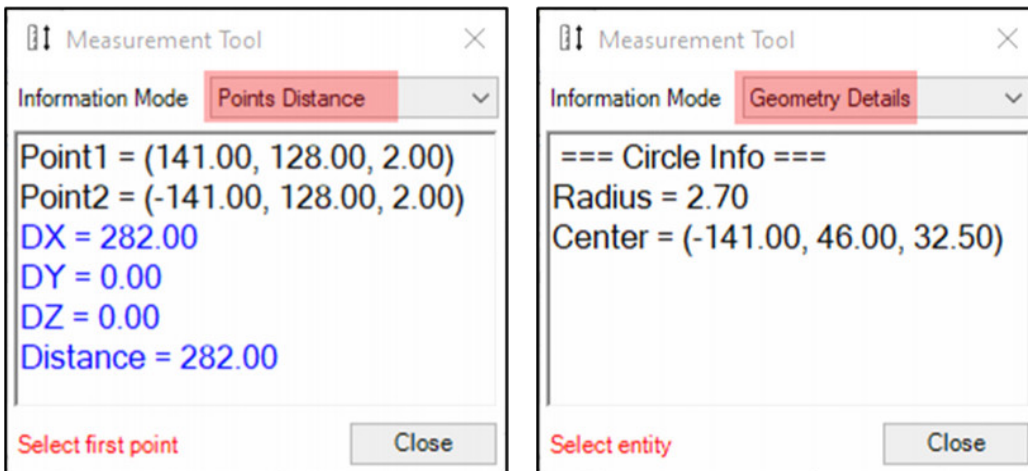 Measurement Tool
Information Mode Points Distance
Point1 = (141.00, 128.00, 2.00)
Point2 = (-141.00, 128.00, 2.00)
DX = 282.00
DY = 0.00
DZ = 0.00
Distance = 282.00
Select first point Close
Measurement Tool
Information Mode Geometry Details
=== Circle Info ===
Radius = 2.70
Center = (-141.00, 46.00, 32.50)
Select entity Close